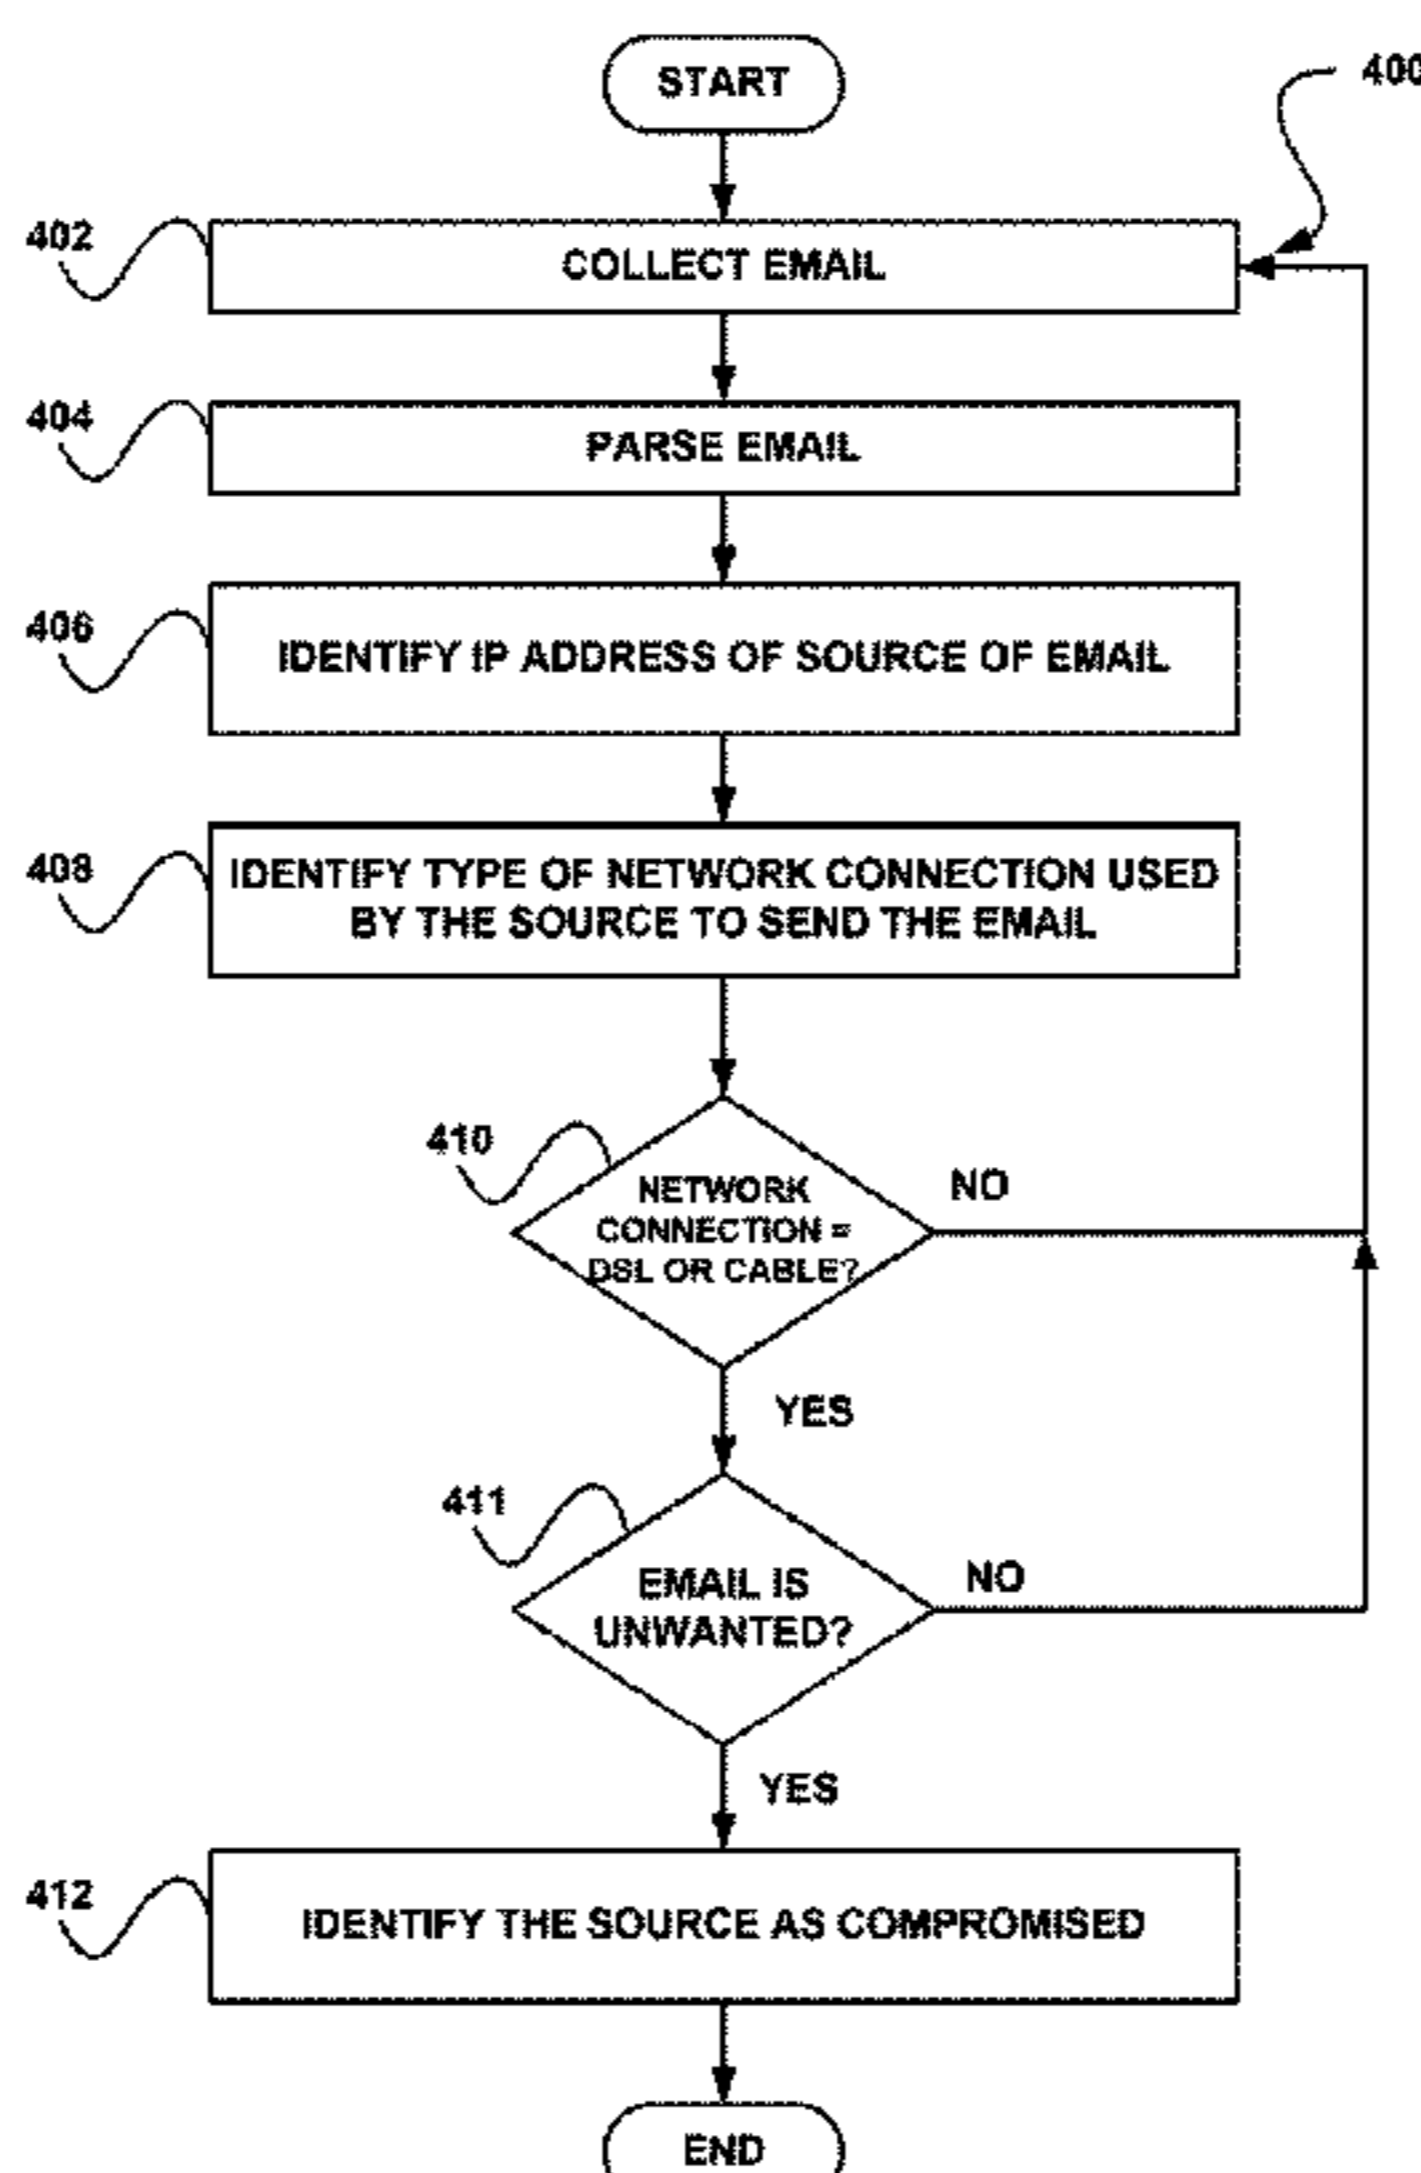 START
400
402
COLLECT EMAIL
404
PARSE EMAIL
406
IDENTIFY IP ADDRESS OF SOURCE OF EMAIL
408
IDENTIFY TYPE OF NETWORK CONNECTION USED
BY THE SOURCE TO SEND THE EMAIL
410
NETWORK
CONNECTION =
DSL OR CABLE?
NO
YES
411
EMAIL IS
UNWANTED?
NO
YES
412
IDENTIFY THE SOURCE AS COMPROMISED
END